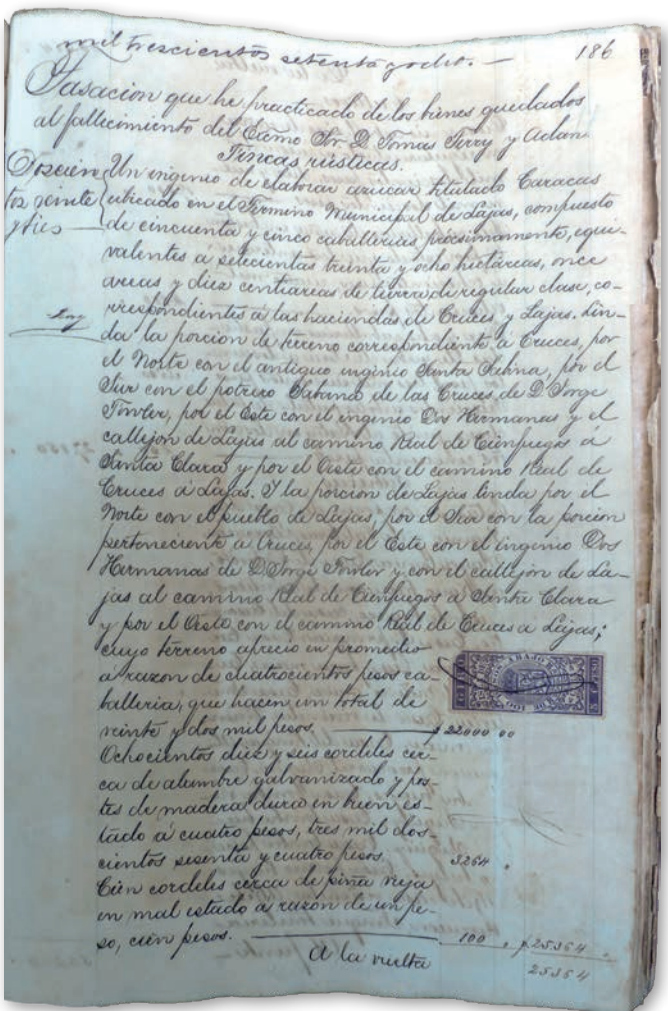 mil trescientos setenta y ocho. — 186
Tasacion que he practicado de los bienes quedados
al fallecimiento del Excmo Sr. D. Tomas Terry y Adan.
Fincas rústicas.
Doscien Un ingenio de elaborar azucar titulado Caracas
tos veinte ubicado en el Termino Municipal de Lajas, compuesto
y tres — de cincuenta y cinco caballerias, proximamente, equi-
valentes a setecientas treinta y ocho hectáreas, once
areas y diez centiareas de tierra de regular clase, co-
rrespondientes á las haciendas de Cruces y Lajas. Lin-
da la porcion de terreno correspondiente a Cruces, por
el Norte con el antiguo ingenio Santa Sabina, por el
Sur con el potrero Sabana de las Cruces, de D. Jorge
Fowler, por el Este con el ingenio Dos Hermanas y el
callejon de Lajas al camino Real de Cienfuegos á
Santa Clara y por el Oeste con el camino Real de
Cruces á Lajas. Y la porcion de Lajas linda por el
Norte con el pueblo de Lajas, por el Sur con la porcion
perteneciente a Cruces, por el Este con el ingenio Dos
Hermanas de D. Jorge Fowler y con el callejon de La-
jas al camino Real de Cienfuegos á Santa Clara
y por el Oeste con el camino Real de Cruces a Lajas;
cuyo terreno aprecio en promedio
á razon de cuatrocientos pesos ca-
balleria, que hacen un total de
veinte y dos mil pesos. — $ 22000 00
Ochocientos diez y seis cordeles cer-
ca de alambre galvanizado y pos-
tes de madera dura en buen es-
tado á cuatro pesos, tres mil dos-
cientos sesenta y cuatro pesos. 3264 "
Cien cordeles cerca de piña vieja
en mal estado a razon de un pe-
so, cien pesos. — 100 " $ 25364
A la vuelta 25364